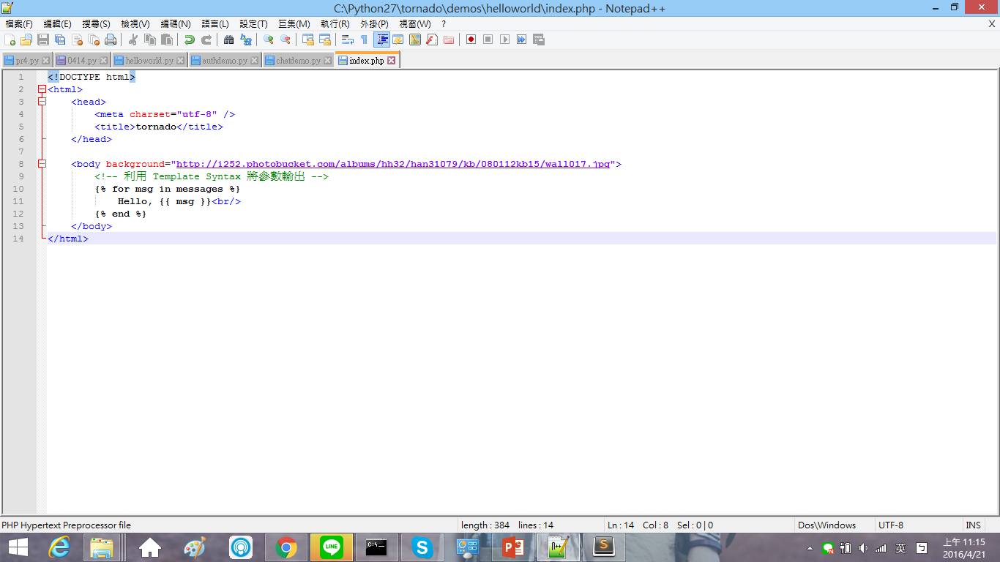 C:\Python27\tornado\demos\helloworld\index.php - Notepad++
檔案(F) 編輯(E) 搜尋(S) 檢視(V) 編碼(N) 語言(L) 設定(T) 巨集(M) 執行(R) 外掛(P) 視窗(W) ? X
pr4.py 0414.py helloworld.py authdemo.py chatdemo.py index.php
1 <!DOCTYPE html>
2 <html>
3 <head>
4 <meta charset="utf-8" />
5 <title>tornado</title>
6 </head>
7
8 <body background="http://i252.photobucket.com/albums/hh32/han31079/kb/080112kb15/wall017.jpg">
9 <!-- 利用 Template Syntax 將參數輸出 -->
10 {% for msg in messages %}
11 Hello, {{ msg }}<br/>
12 {% end %}
13 </body>
14 </html>
PHP Hypertext Preprocessor file length : 384 lines : 14 Ln : 14 Col : 8 Sel : 0 | 0 Dos\Windows UTF-8 INS
LINE
英
上午 11:15
2016/4/21